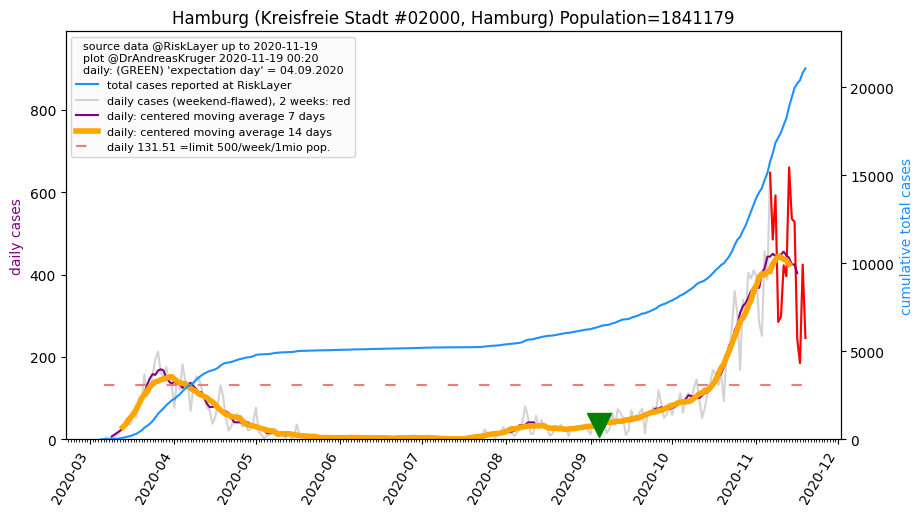 Hamburg (Kreisfreie Stadt #02000, Hamburg) Population=1841179
source data @RiskLayer up to 2020-11-19
plot @DrAndreasKruger 2020-11-19 00:20
daily: (GREEN) 'expectation day' = 04.09.2020
total cases reported at RiskLayer
daily cases (weekend-flawed), 2 weeks: red
daily: centered moving average 7 days
daily: centered moving average 14 days
daily 131.51 =limit 500/week/1mio pop.
daily cases
800
600
400
200
0
cumulative total cases
20000
15000
10000
5000
0
2020-03
2020-04
2020-05
2020-06
2020-07
2020-08
2020-09
2020-10
2020-11
2020-12